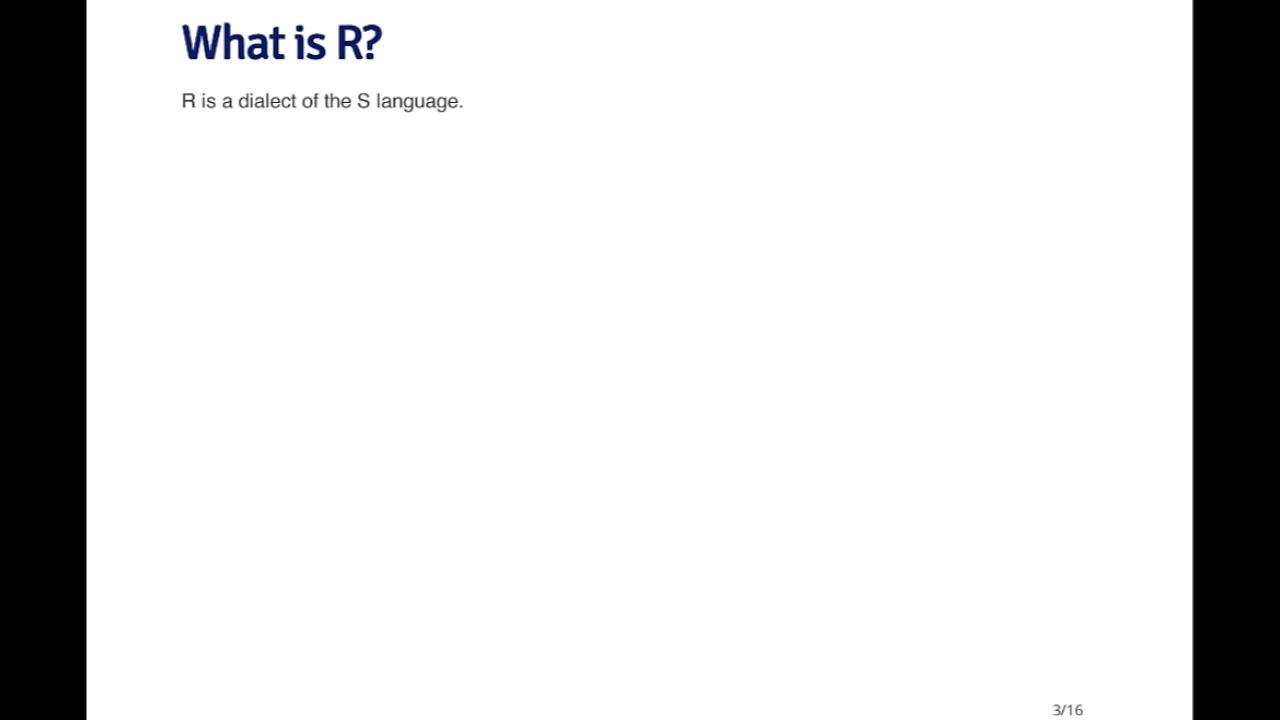 What is R?
R is a dialect of the S language.
3/16